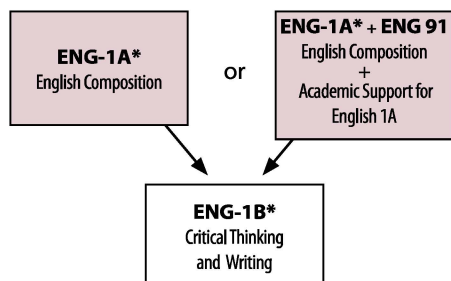 ENG-1A*
English Composition
or
ENG-1A* + ENG 91
English Composition
+
Academic Support for
English 1A
ENG-1B*
Critical Thinking
and Writing